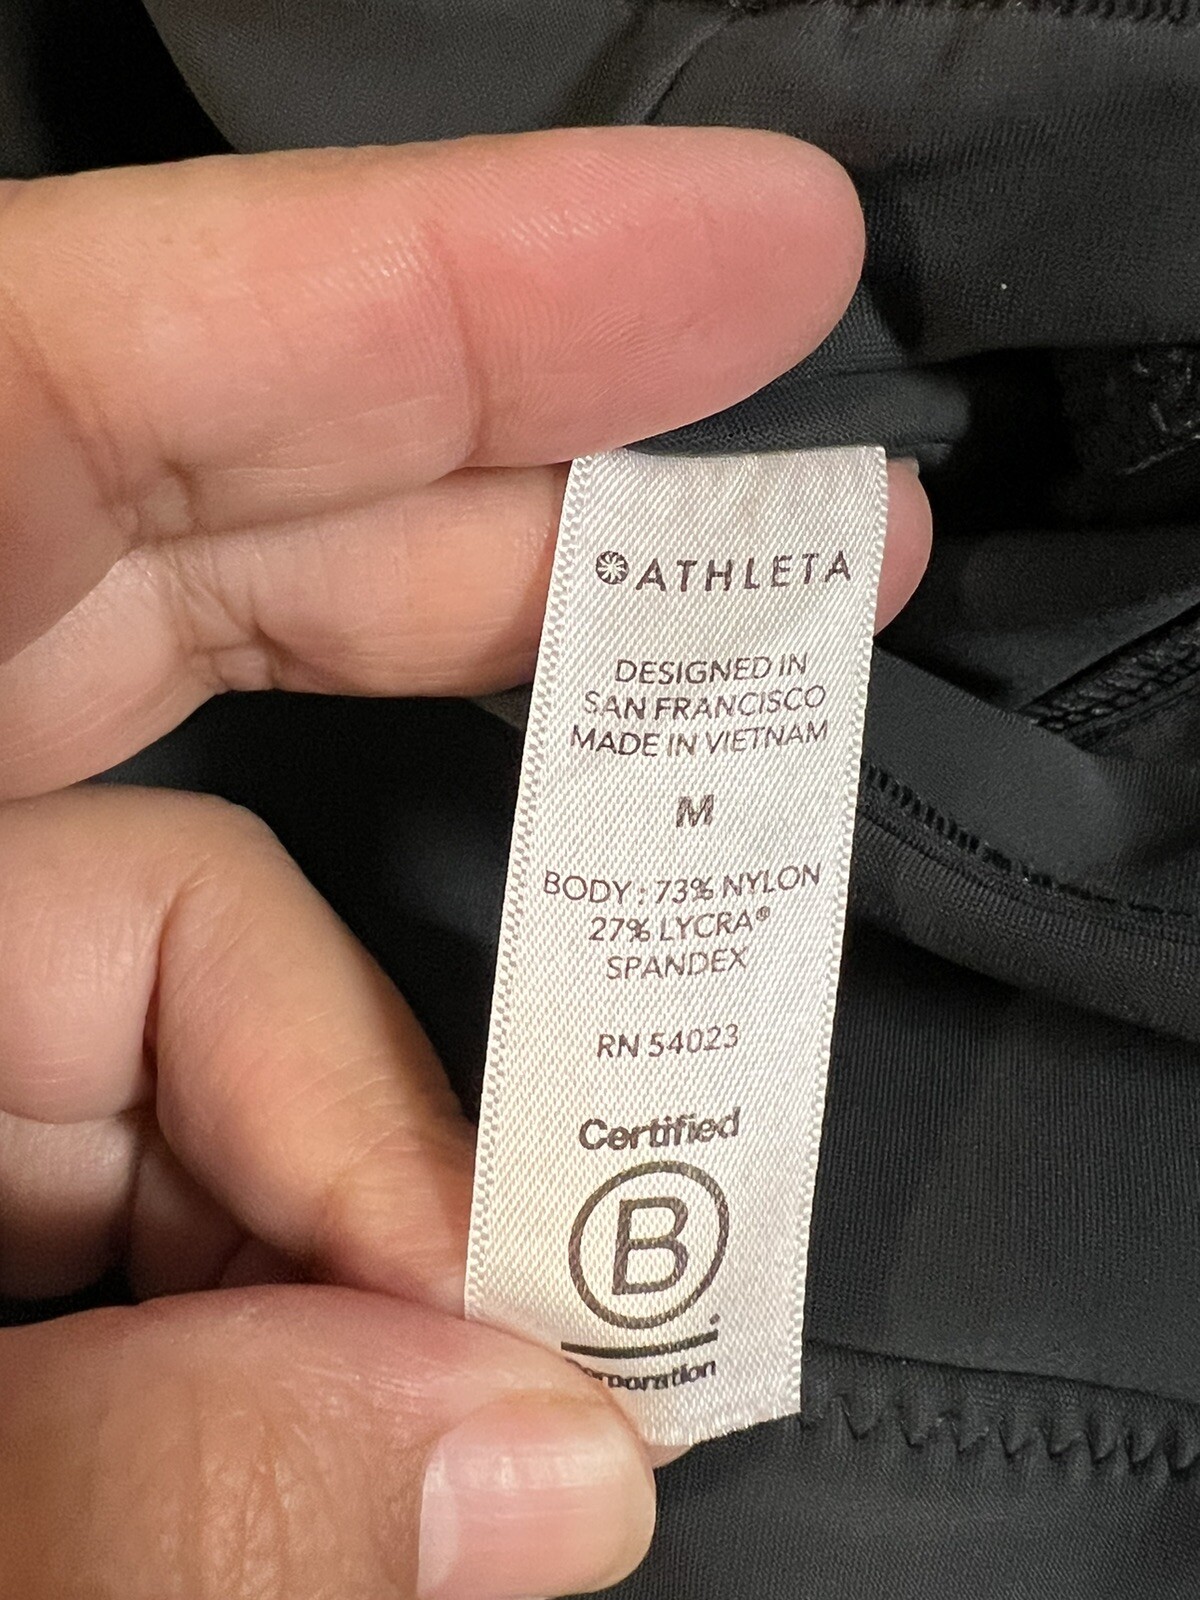 ATHLETA
DESIGNED IN
SAN FRANCISCO
MADE IN VIETNAM
M
BODY : 73% NYLON
27% LYCRA®
SPANDEX
RN 54023
Certified
B
Corporation